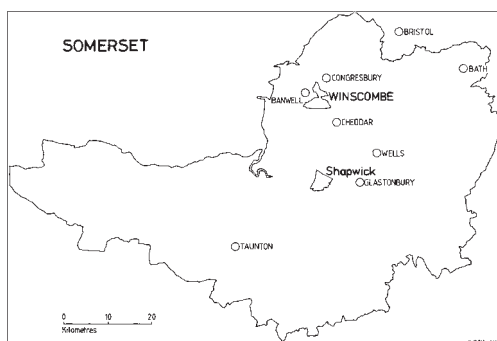 BRISTOL
SOMERSET
BATH
CONGRESBURY
BANWELL
WINSCOMBE
CHEDDAR
WELLS
Shapwick
GLASTONBURY
TAUNTON
0 10 20
Kilometres